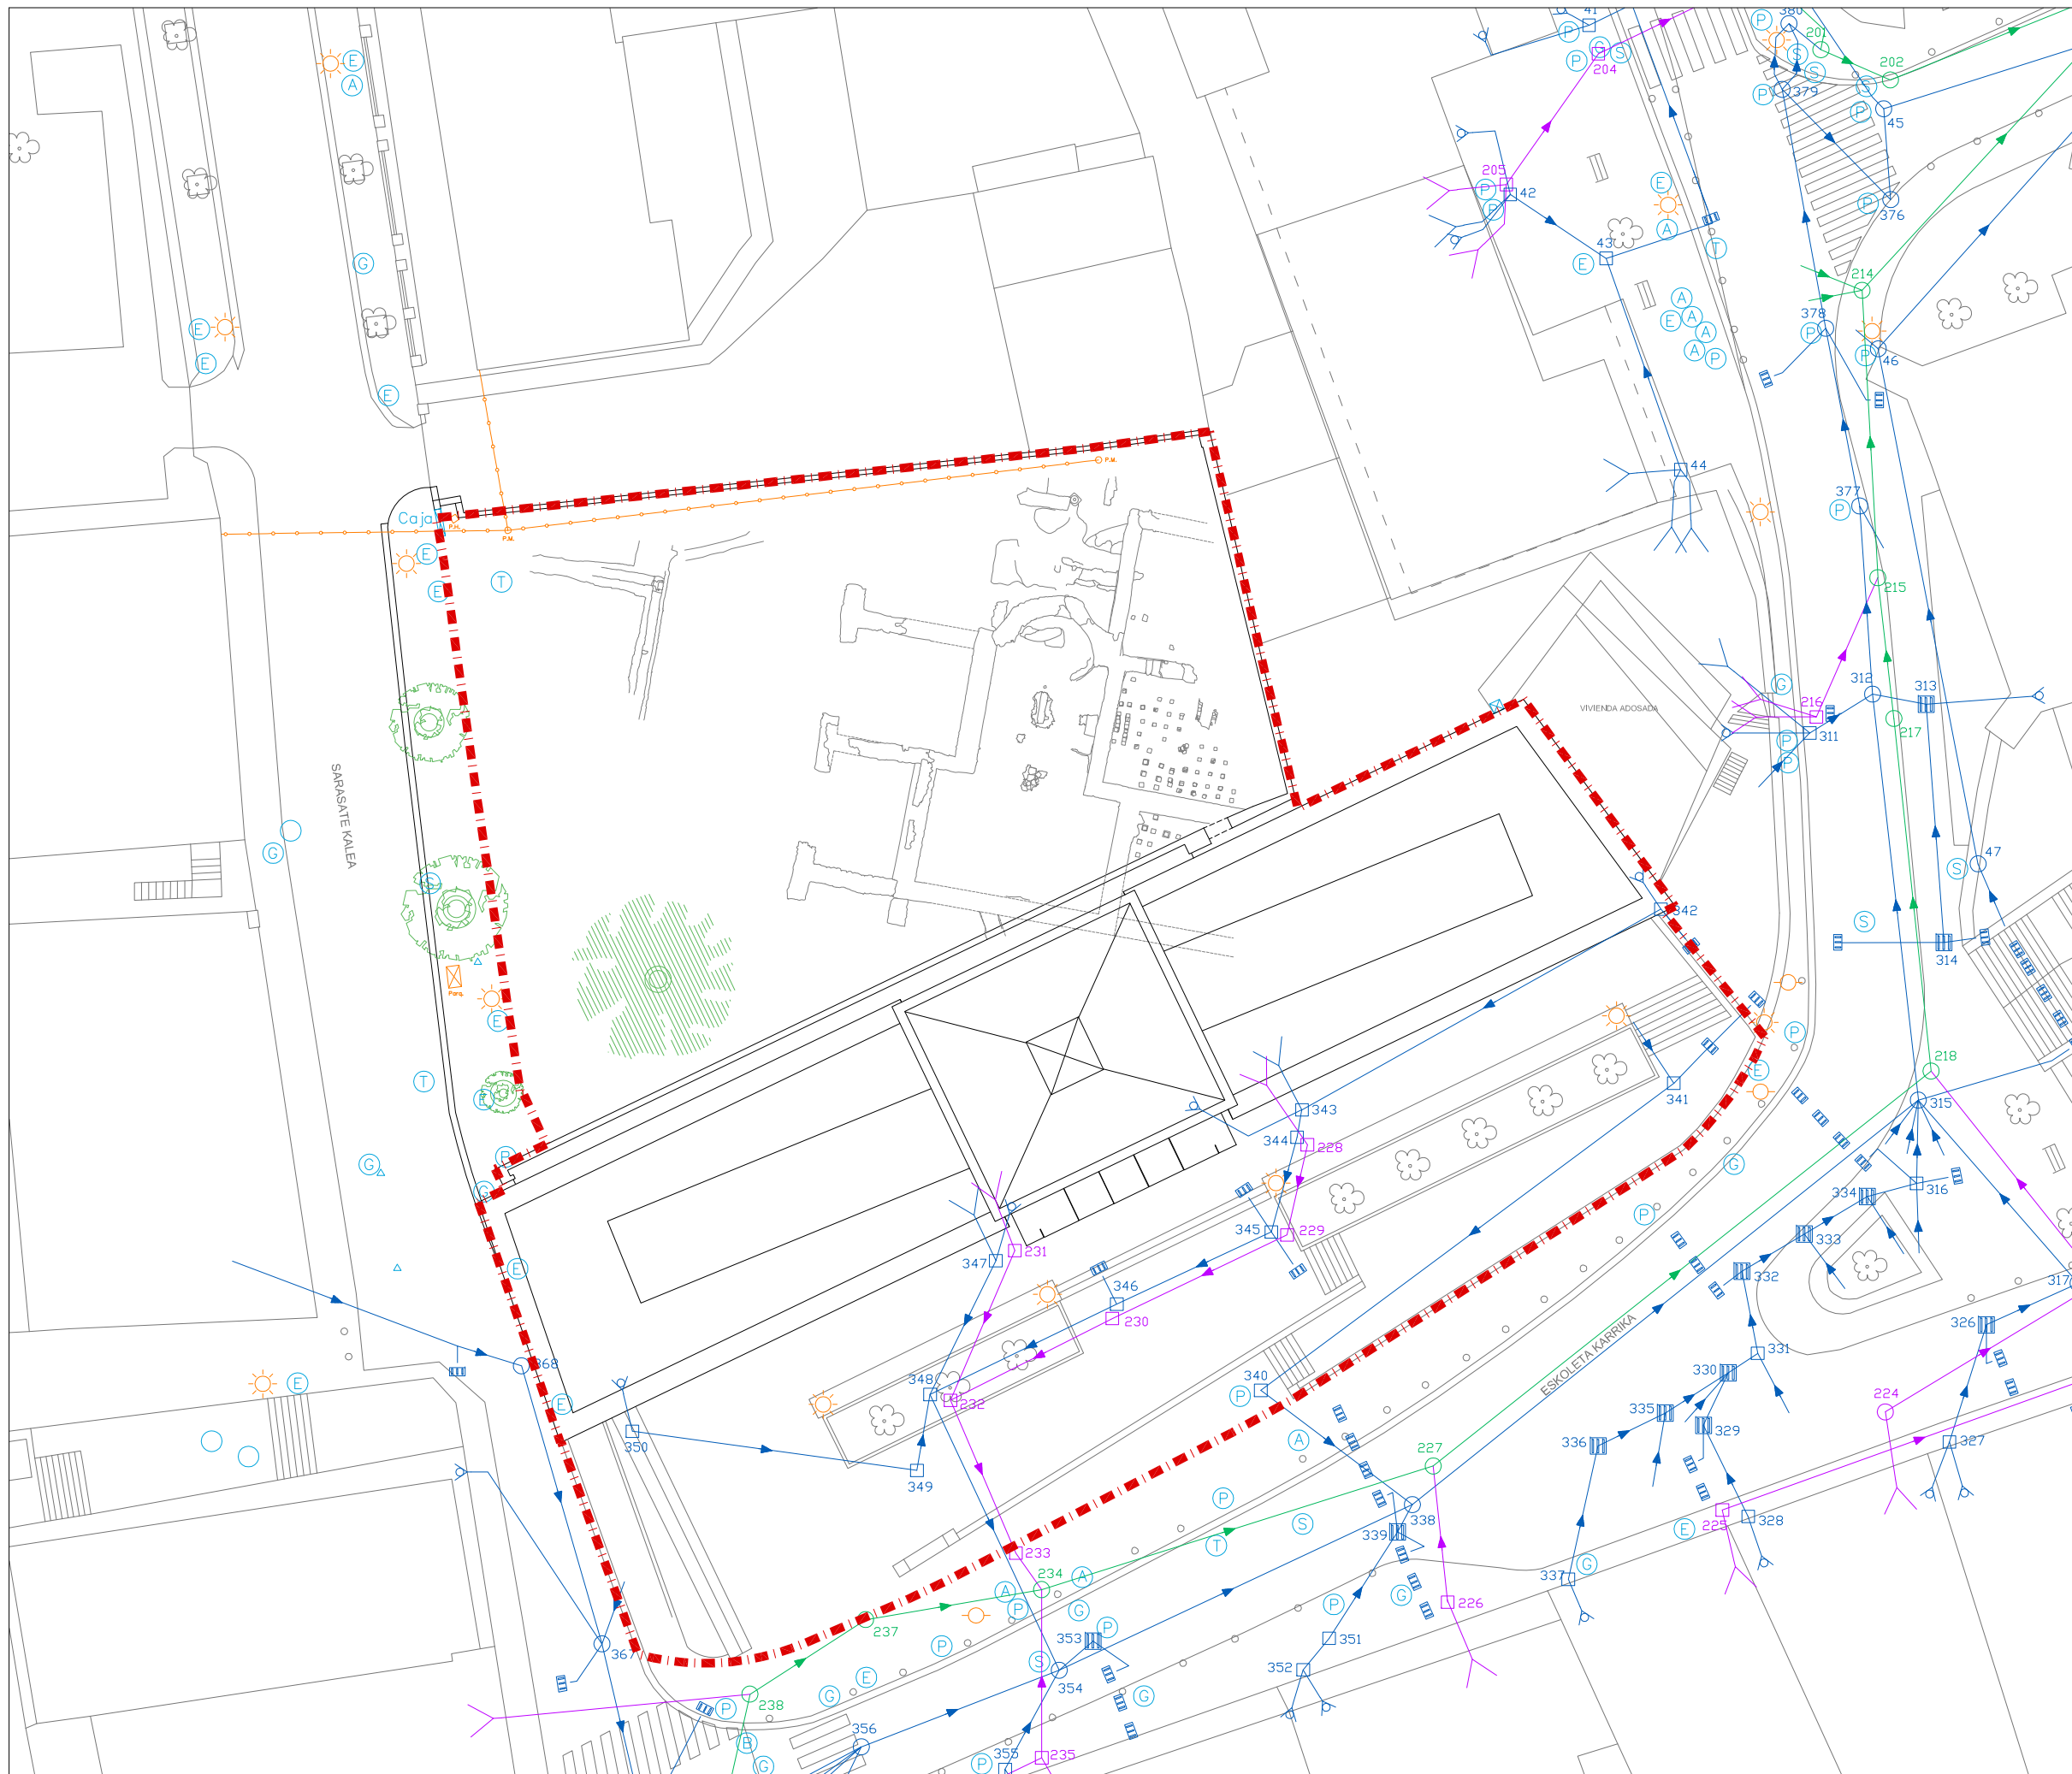 41
380
P
P
201
E
G
S
S
P
204
S
202
A
P
379
S
P
45
205
P
42
P
E
P
376
A
43
T
G
E
214
A
A
E
A
378
E
A
P
P
P
46
E
E
44
P.M.
377
P
Caja
P.H.
P.M.
E
T
E
215
G
312
313
VIVIENDA ADOSADA
216
217
311
P
P
SARASATE KALEA
G
47
S
S
342
S
314
Parq.
E
P
218
T
E
E
341
343
315
344
228
B
G
G
G
316
334
P
345
229
231
333
E
347
332
317
346
230
326
368
ESKOLETA KARRIKA
331
E
340
330
348
P
E
232
224
335
350
A
329
336
227
327
349
P
S
338
225
328
339
T
E
233
G
337
234
A
A
P
G
G
226
P
237
P
353
351
367
P
S
352
E
354
238
P
G
G
356
B
355
235
P
G